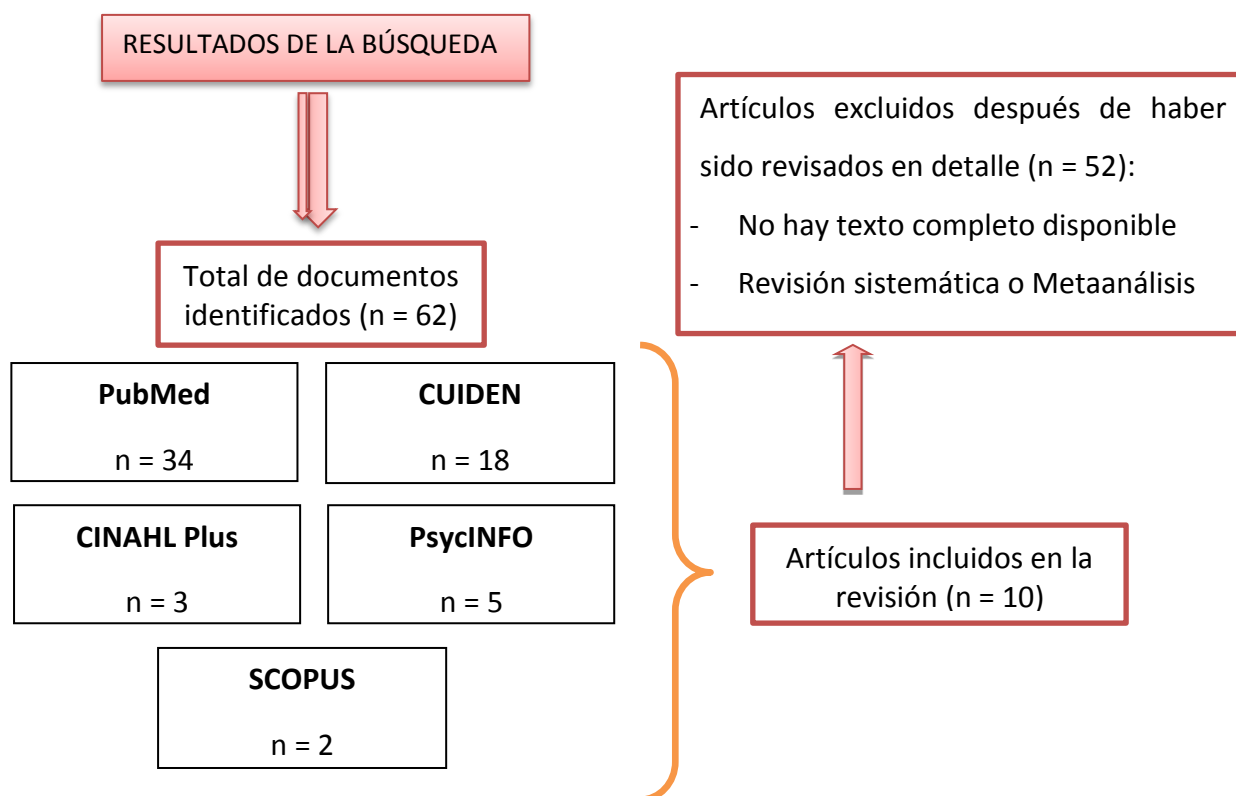 RESULTADOS DE LA BÚSQUEDA
Total de documentos
identificados (n = 62)
PubMed
n = 34
CUIDEN
n = 18
CINAHL Plus
n = 3
PsycINFO
n = 5
SCOPUS
n = 2
Artículos excluidos después de haber
sido revisados en detalle (n = 52):
- No hay texto completo disponible
- Revisión sistemática o Metaanálisis
Artículos incluidos en la
revisión (n = 10)